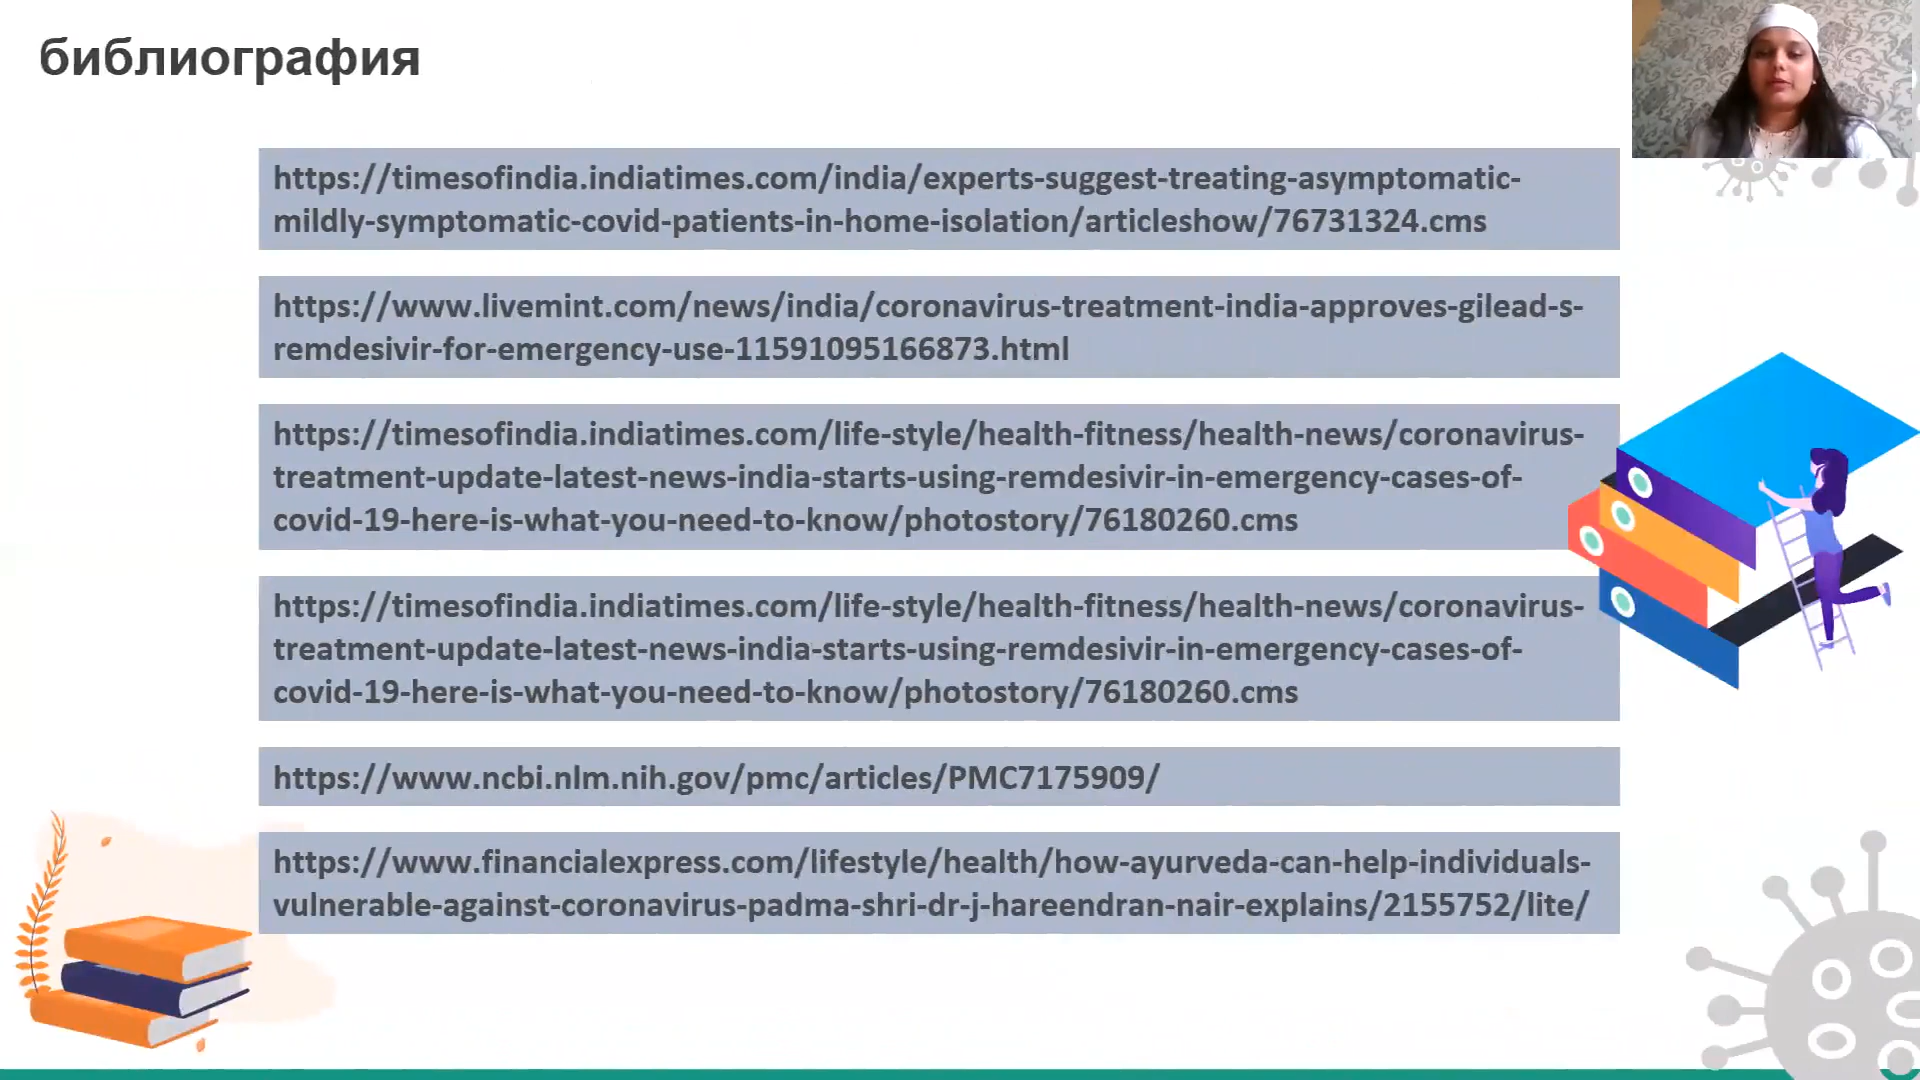 библиография
https://timesofindia.indiatimes.com/india/experts-suggest-treating-asymptomatic-
mildly-symptomatic-covid-patients-in-home-isolation/articleshow/76731324.cms
https://www.livemint.com/news/india/coronavirus-treatment-india-approves-gilead-s-
remdesivir-for-emergency-use-11591095166873.html
https://timesofindia.indiatimes.com/life-style/health-fitness/health-news/coronavirus-
treatment-update-latest-news-india-starts-using-remdesivir-in-emergency-cases-of-
covid-19-here-is-what-you-need-to-know/photostory/76180260.cms
https://timesofindia.indiatimes.com/life-style/health-fitness/health-news/coronavirus-
treatment-update-latest-news-india-starts-using-remdesivir-in-emergency-cases-of-
covid-19-here-is-what-you-need-to-know/photostory/76180260.cms
https://www.ncbi.nlm.nih.gov/pmc/articles/PMC7175909/
https://www.financialexpress.com/lifestyle/health/how-ayurveda-can-help-individuals-
vulnerable-against-coronavirus-padma-shri-dr-j-hareendran-nair-explains/2155752/lite/